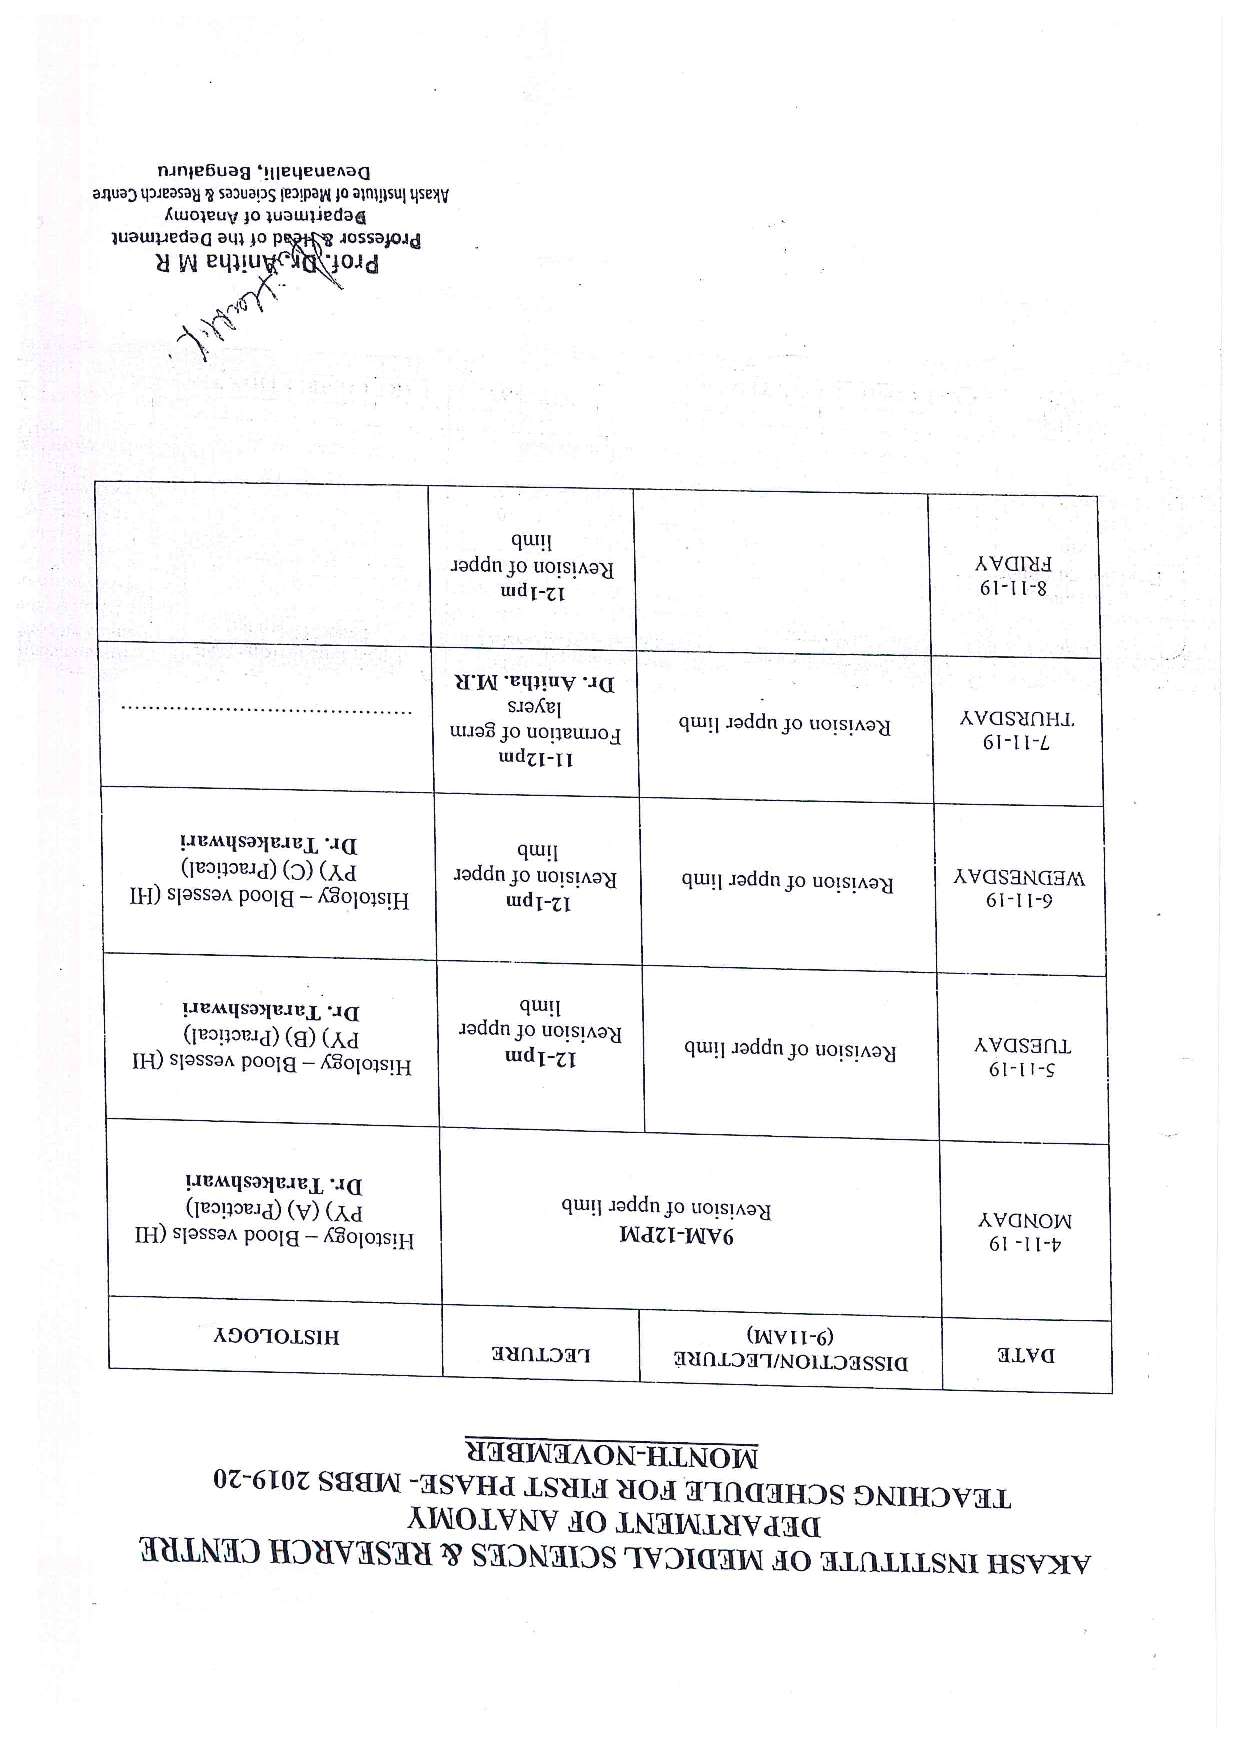 AKASH INSTITUTE OF MEDICAL SCIENCES & RESEARCH CENTRE
DEPARTMENT OF ANATOMY
TEACHING SCHEDULE FOR FIRST PHASE- MBBS 2019-20
MONTH-NOVEMBER
DATE
DISSECTION/LECTURE
(9-11AM)
LECTURE
HISTOLOGY
4-11- 19
MONDAY
9AM-12PM
Revision of upper limb
Histology – Blood vessels (HI
PY) (A) (Practical)
Dr. Tarakeshwari
5-11-19
TUESDAY
Revision of upper limb
12-1pm
Revision of upper
limb
Histology – Blood vessels (HI
PY) (B) (Practical)
Dr. Tarakeshwari
6-11-19
WEDNESDAY
Revision of upper limb
12-1pm
Revision of upper
limb
Histology – Blood vessels (HI
PY) (C) (Practical)
Dr. Tarakeshwari
7-11-19
THURSDAY
Revision of upper limb
11-12pm
Formation of germ
layers
Dr. Anitha. M.R
..........................................
8-11-19
FRIDAY
12-1pm
Revision of upper
limb
Prof. Dr. Anitha M R
Professor & Head of the Department
Department of Anatomy
Akash Institute of Medical Sciences & Research Centre
Devanahalli, Bengaluru